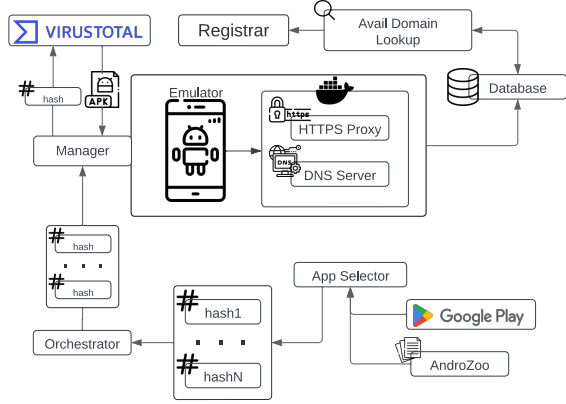 VIRUSTOTAL
Registrar
Avail Domain
Lookup
# hash
APK
Emulator
https
HTTPS Proxy
DNS
DNS Server
Database
Manager
# hash
. . .
# hash
App Selector
# hash1
. . .
# hashN
Google Play
Orchestrator
AndroZoo